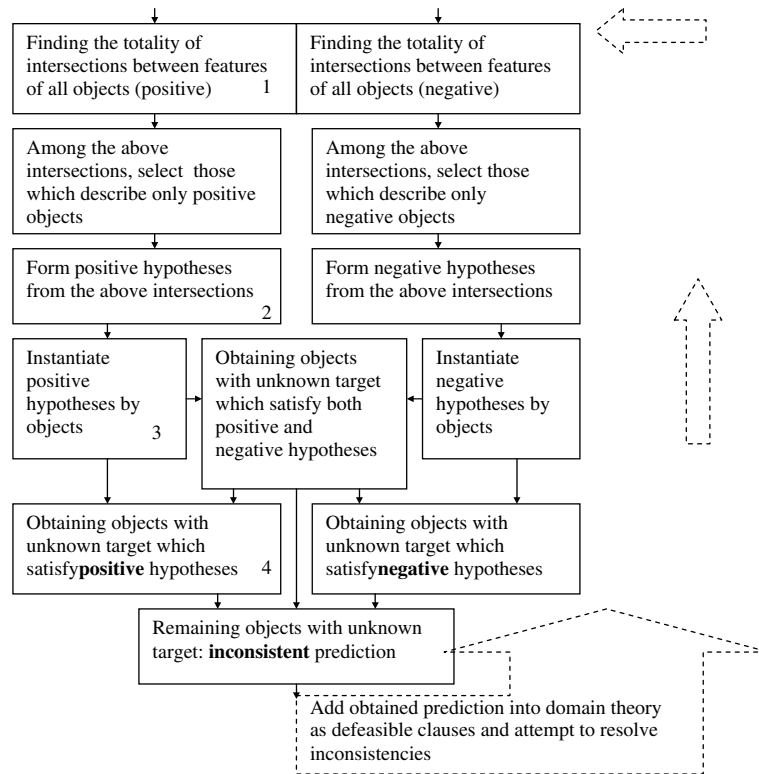 Finding the totality of
intersections between features
of all objects (positive)
1
Finding the totality of
intersections between features
of all objects (negative)
Among the above
intersections, select those
which describe only positive
objects
Among the above
intersections, select those
which describe only
negative objects
Form positive hypotheses
from the above intersections
2
Form negative hypotheses
from the above intersections
Instantiate
positive
hypotheses by
objects
3
Obtaining objects
with unknown target
which satisfy both
positive and
negative hypotheses
Instantiate
negative
hypotheses by
objects
Obtaining objects with
unknown target which
satisfypositive hypotheses
4
Obtaining objects with
unknown target which
satisfynegative hypotheses
Remaining objects with unknown
target: inconsistent prediction
Add obtained prediction into domain theory
as defeasible clauses and attempt to resolve
inconsistencies